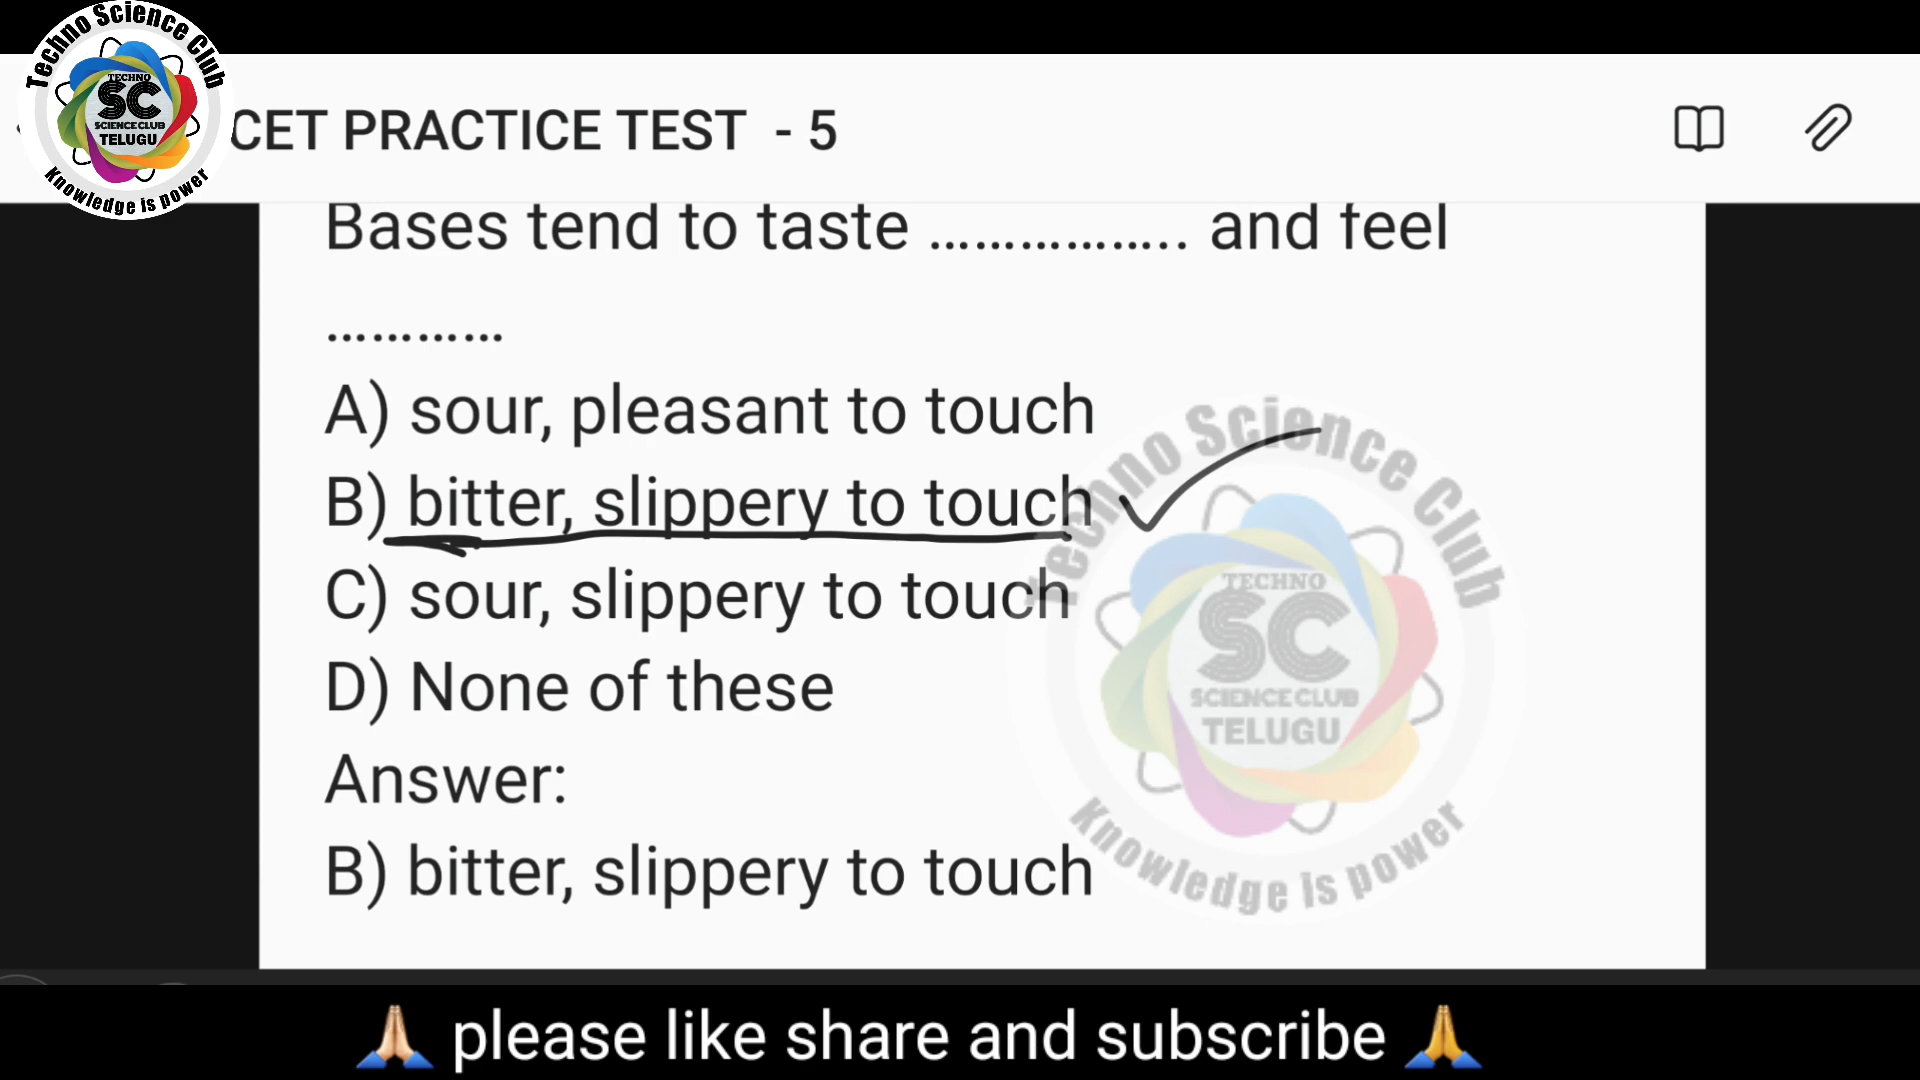 Techno Science Club
TECHNO
SC
SCIENCE CLUB
TELUGU
Knowledge is power
CET PRACTICE TEST - 5
Bases tend to taste …………….. and feel
…………
A) sour, pleasant to touch
B) bitter, slippery to touch
C) sour, slippery to touch
D) None of these
Answer:
B) bitter, slippery to touch
Techno Science Club
TECHNO
SC
SCIENCE CLUB
TELUGU
Knowledge is power
🙏🏻 please like share and subscribe 🙏